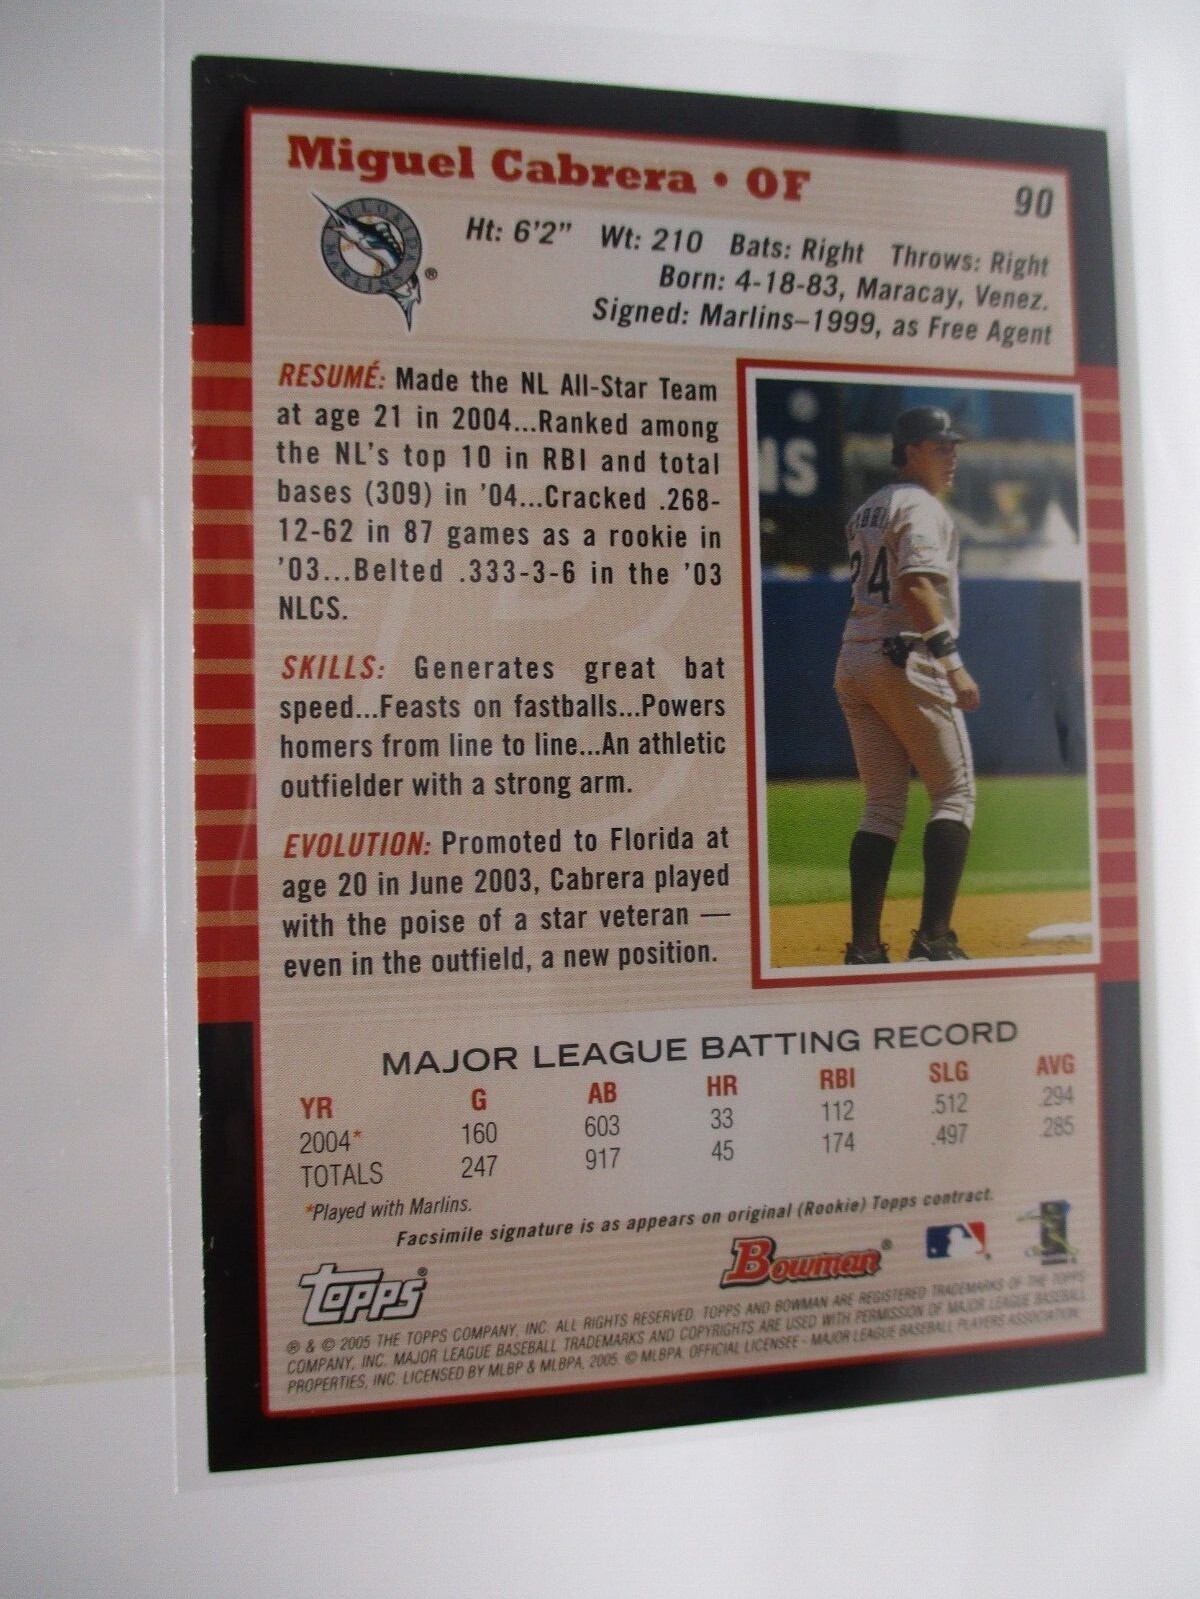 Miguel Cabrera • OF
90
FLORIDA MARLINS ®
Ht: 6'2" Wt: 210 Bats: Right Throws: Right
Born: 4-18-83, Maracay, Venez.
Signed: Marlins–1999, as Free Agent
RESUMÉ: Made the NL All-Star Team
at age 21 in 2004...Ranked among
the NL's top 10 in RBI and total
bases (309) in '04...Cracked .268-
12-62 in 87 games as a rookie in
'03...Belted .333-3-6 in the '03
NLCS.
SKILLS: Generates great bat
speed...Feasts on fastballs...Powers
homers from line to line...An athletic
outfielder with a strong arm.
EVOLUTION: Promoted to Florida at
age 20 in June 2003, Cabrera played
with the poise of a star veteran —
even in the outfield, a new position.
NS
CABR
24
MAJOR LEAGUE BATTING RECORD
YR G AB HR RBI SLG AVG
2004* 160 603 33 112 .512 .294
TOTALS 247 917 45 174 .497 .285
*Played with Marlins.
Facsimile signature is as appears on original (Rookie) Topps contract.
Topps® Bowman®
® & © 2005 THE TOPPS COMPANY, INC. ALL RIGHTS RESERVED. TOPPS AND BOWMAN ARE REGISTERED TRADEMARKS OF THE TOPPS
COMPANY, INC. MAJOR LEAGUE BASEBALL TRADEMARKS AND COPYRIGHTS ARE USED WITH PERMISSION OF MAJOR LEAGUE BASEBALL
PROPERTIES, INC. LICENSED BY MLBP & MLBPA, 2005. © MLBPA. OFFICIAL LICENSEE - MAJOR LEAGUE BASEBALL PLAYERS ASSOCIATION.